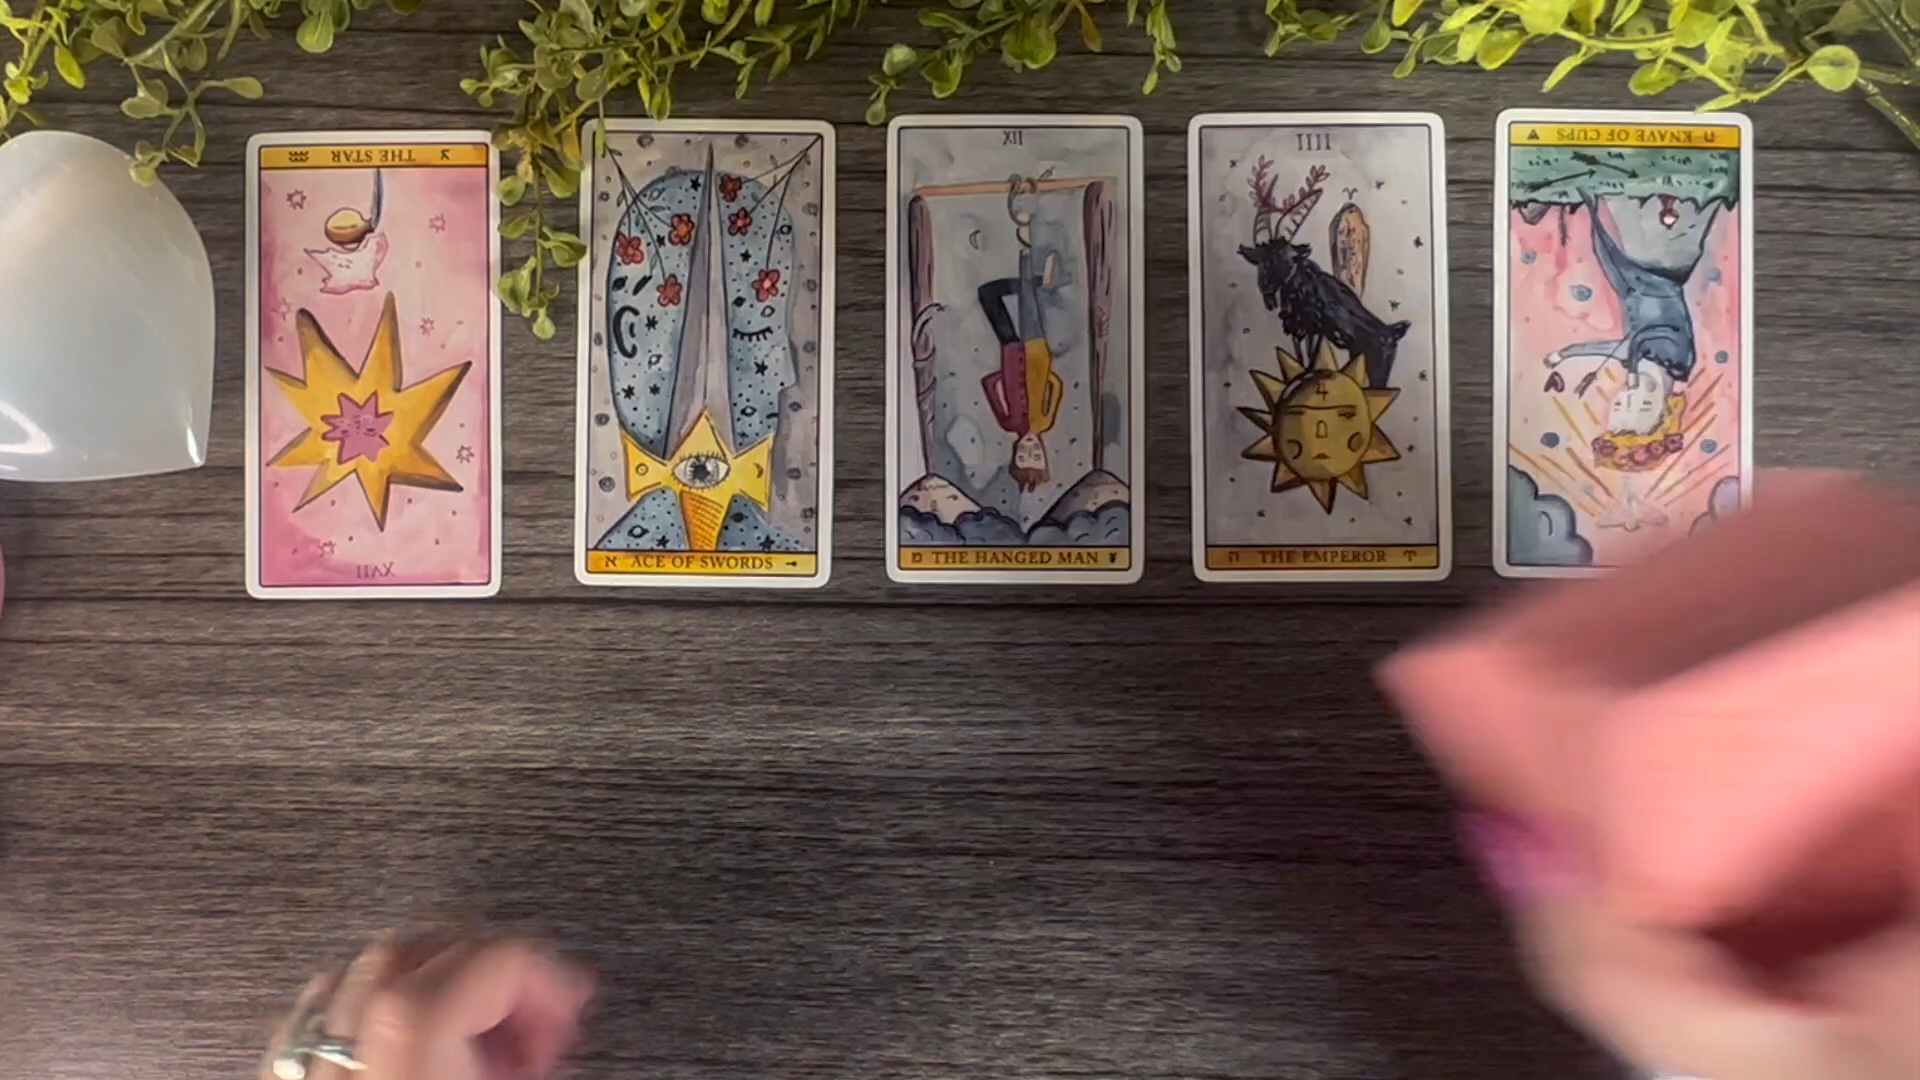 THE STAR צ
XVII
א ACE OF SWORDS
XII
מ THE HANGED MAN
IIII
ה THE EMPEROR ♈
KNAVE OF CUPS